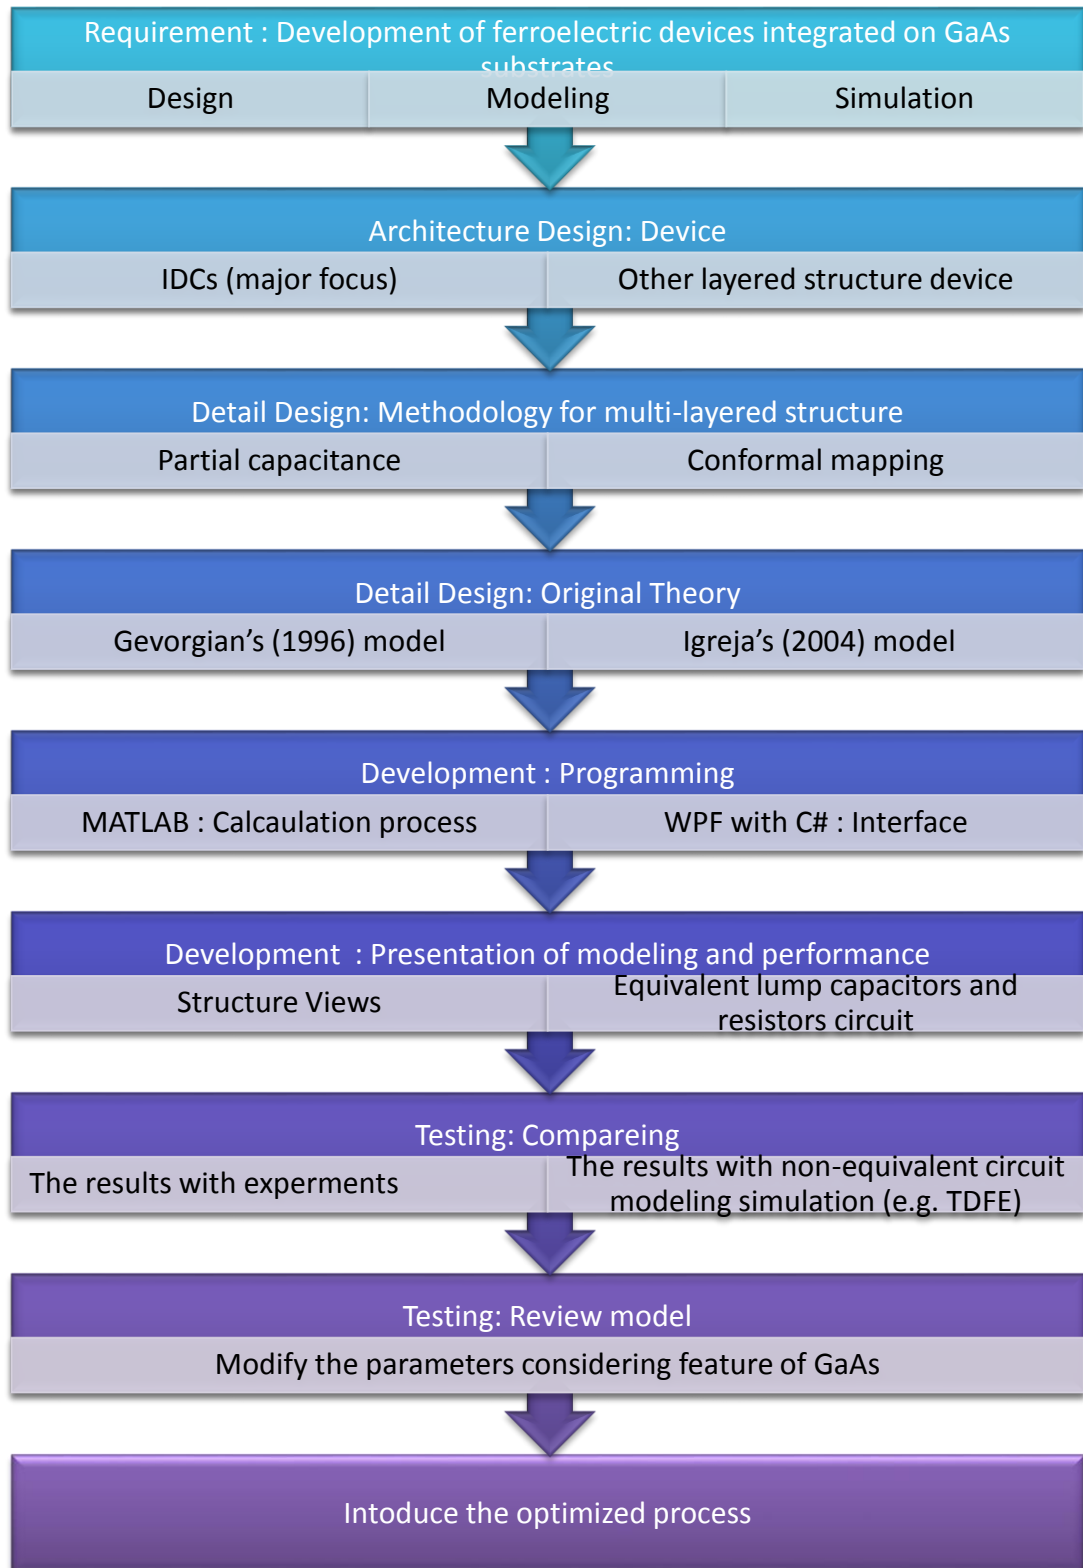 Requirement : Development of ferroelectric devices integrated on GaAs
substrates
Design
Modeling
Simulation
Architecture Design: Device
IDCs (major focus)
Other layered structure device
Detail Design: Methodology for multi-layered structure
Partial capacitance
Conformal mapping
Detail Design: Original Theory
Gevorgian’s (1996) model
Igreja’s (2004) model
Development : Programming
MATLAB : Calcaulation process
WPF with C# : Interface
Development  : Presentation of modeling and performance
Structure Views
Equivalent lump capacitors and
resistors circuit
Testing: Compareing
The results with experments
The results with non-equivalent circuit
modeling simulation (e.g. TDFE)
Testing: Review model
Modify the parameters considering feature of GaAs
Intoduce the optimized process